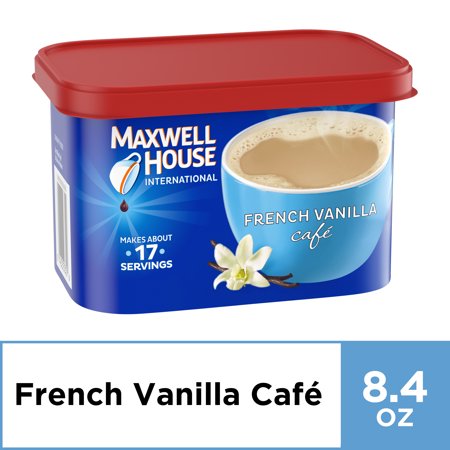 MAXWELL
HOUSE
INTERNATIONAL
MAKES ABOUT
17
SERVINGS
FRENCH VANILLA
café
French Vanilla Café
8.4
OZ